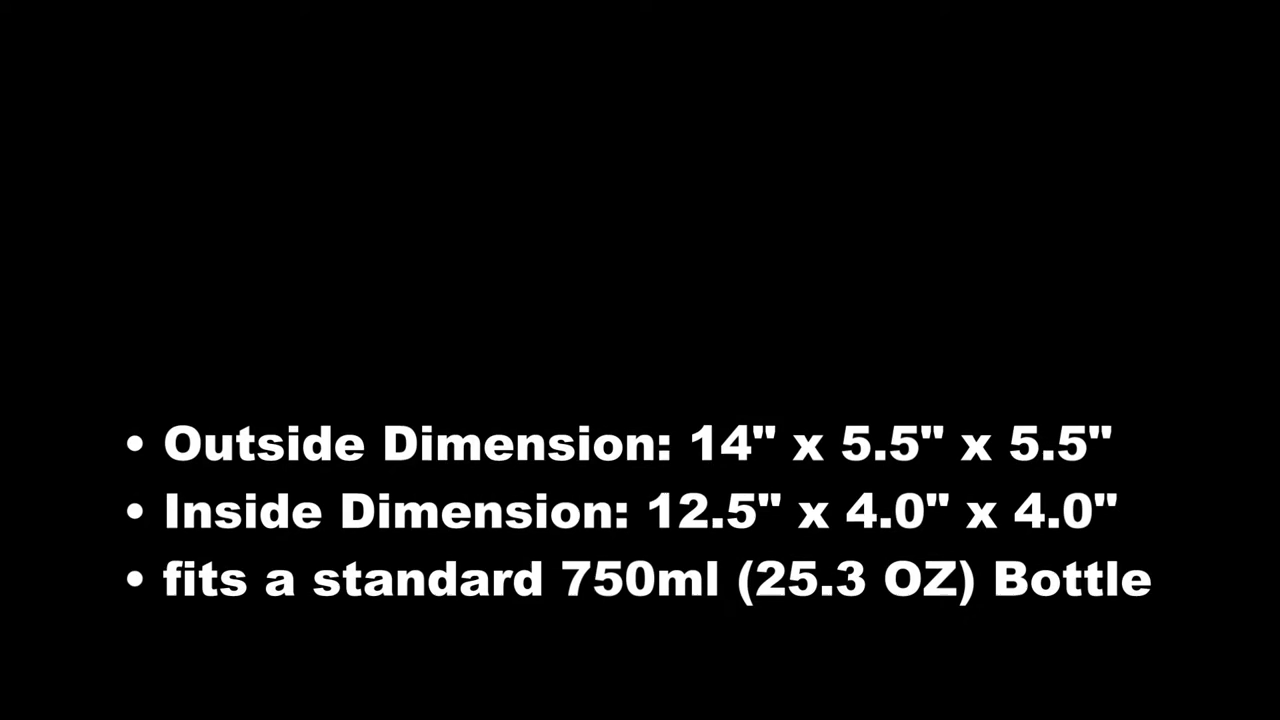 • Outside Dimension: 14" x 5.5" x 5.5"
• Inside Dimension: 12.5" x 4.0" x 4.0"
• fits a standard 750ml (25.3 OZ) Bottle